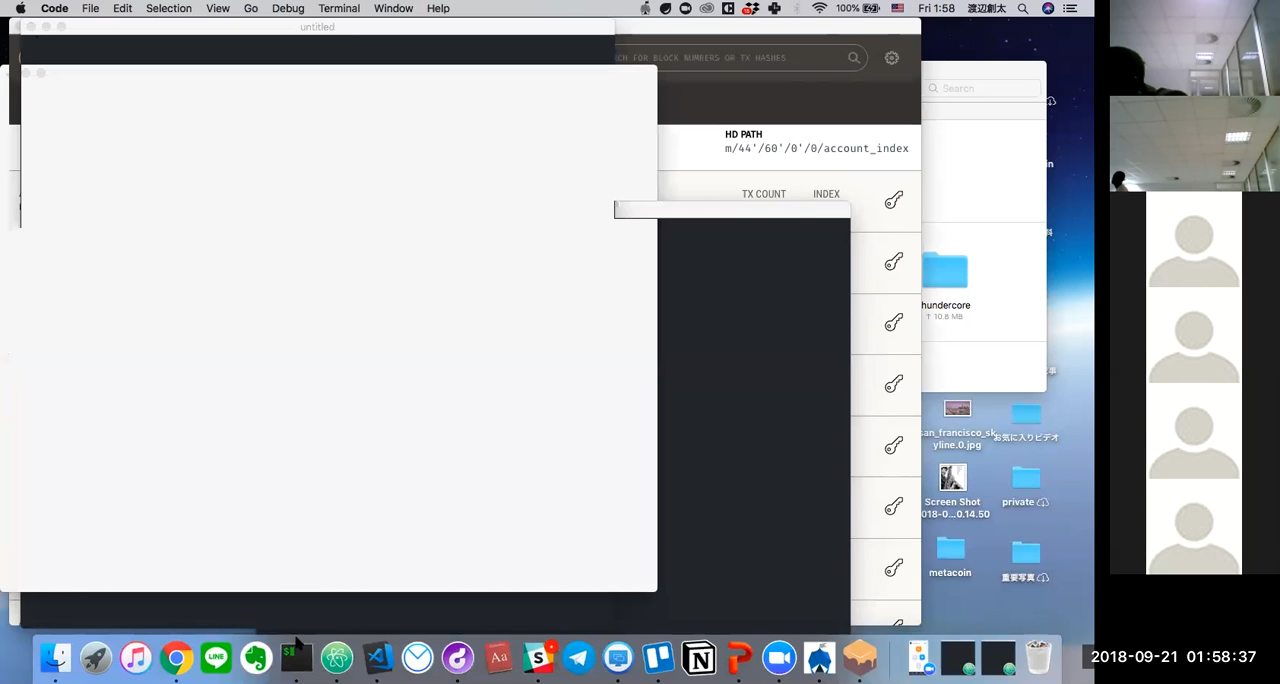 Code File Edit Selection View Go Debug Terminal Window Help
100% Fri 1:58 渡辺創太
untitled
CH FOR BLOCK NUMBERS OR TX HASHES
Search
HD PATH
m/44'/60'/0'/0/account_index
TX COUNT INDEX
hundercore
↑ 10.8 MB
an_francisco_sk
yline.0.jpg
お気に入りビデオ
Screen Shot
018-0...0.14.50
private
metacoin
重要写真
LINE
Aa
2018-09-21 01:58:37